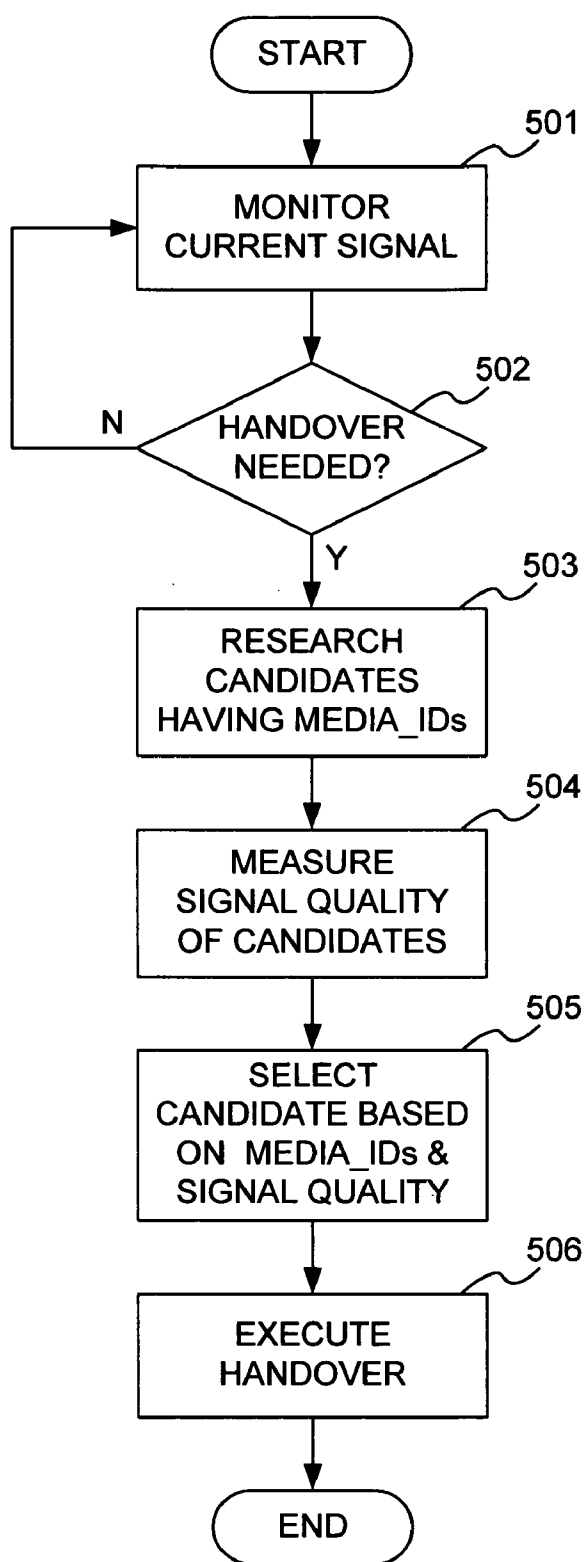 START
501
MONITOR
CURRENT SIGNAL
502
N
HANDOVER
NEEDED?
Y
503
RESEARCH
CANDIDATES
HAVING MEDIA_IDs
504
MEASURE
SIGNAL QUALITY
OF CANDIDATES
505
SELECT
CANDIDATE BASED
ON MEDIA_IDs &
SIGNAL QUALITY
506
EXECUTE
HANDOVER
END